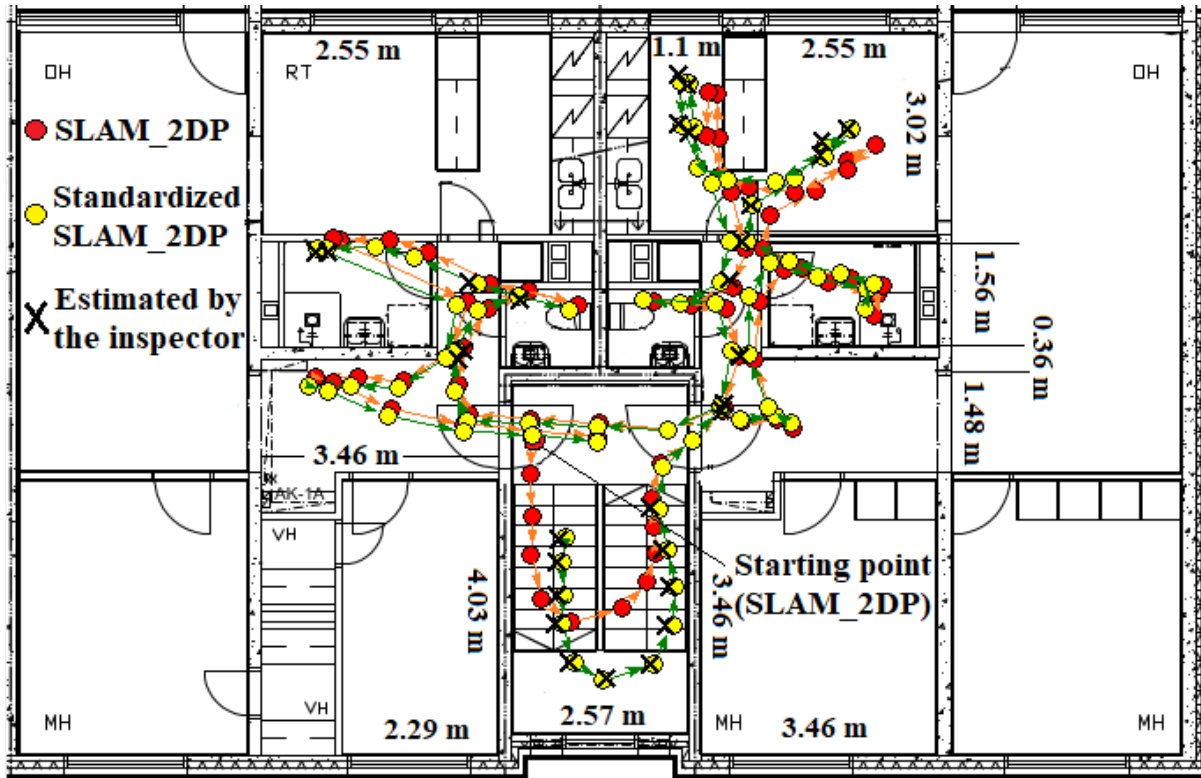 2.55 m
1.1 m
2.55 m
OH
RT
OH
SLAM_2DP
3.02 m
Standardized
SLAM_2DP
Estimated by
the inspector
1.56 m
0.36 m
1.48 m
3.46 m
AK-1A
VH
Starting point
(SLAM_2DP)
4.03 m
3.46 m
MH
VH
2.29 m
2.57 m
MH
3.46 m
MH